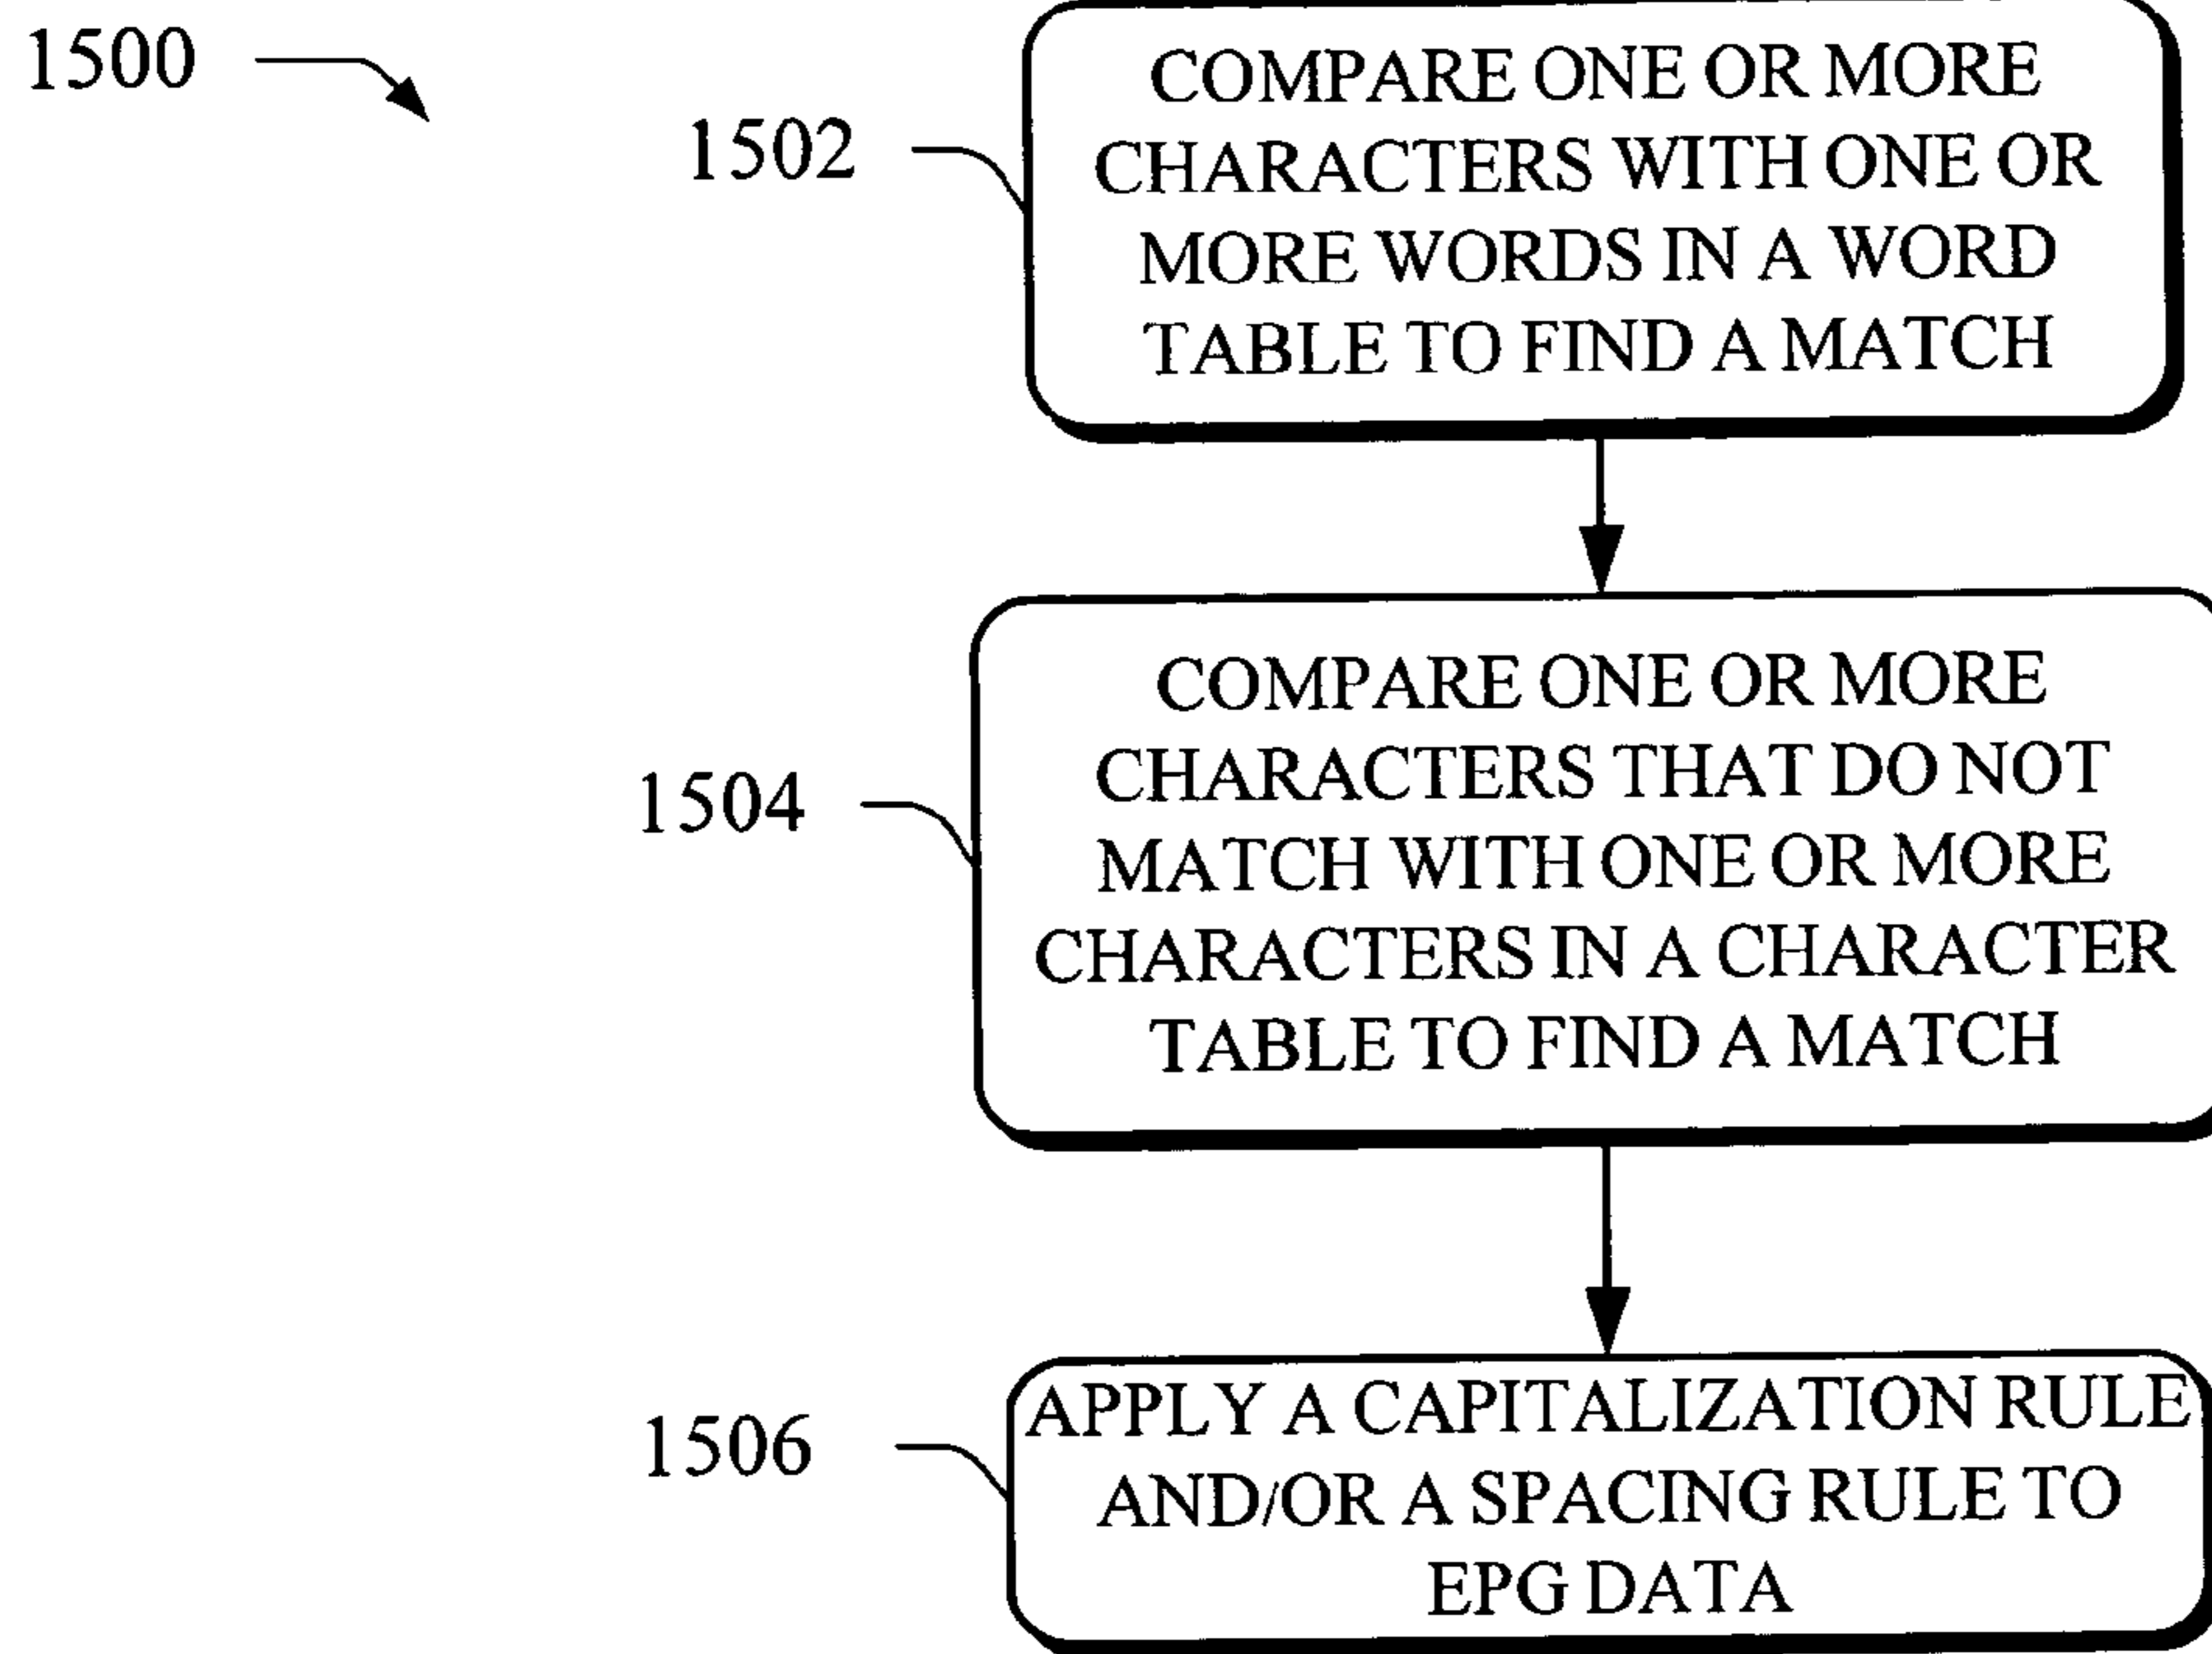 1500
1502
COMPARE ONE OR MORE
CHARACTERS WITH ONE OR
MORE WORDS IN A WORD
TABLE TO FIND A MATCH
1504
COMPARE ONE OR MORE
CHARACTERS THAT DO NOT
MATCH WITH ONE OR MORE
CHARACTERS IN A CHARACTER
TABLE TO FIND A MATCH
1506
APPLY A CAPITALIZATION RULE
AND/OR A SPACING RULE TO
EPG DATA